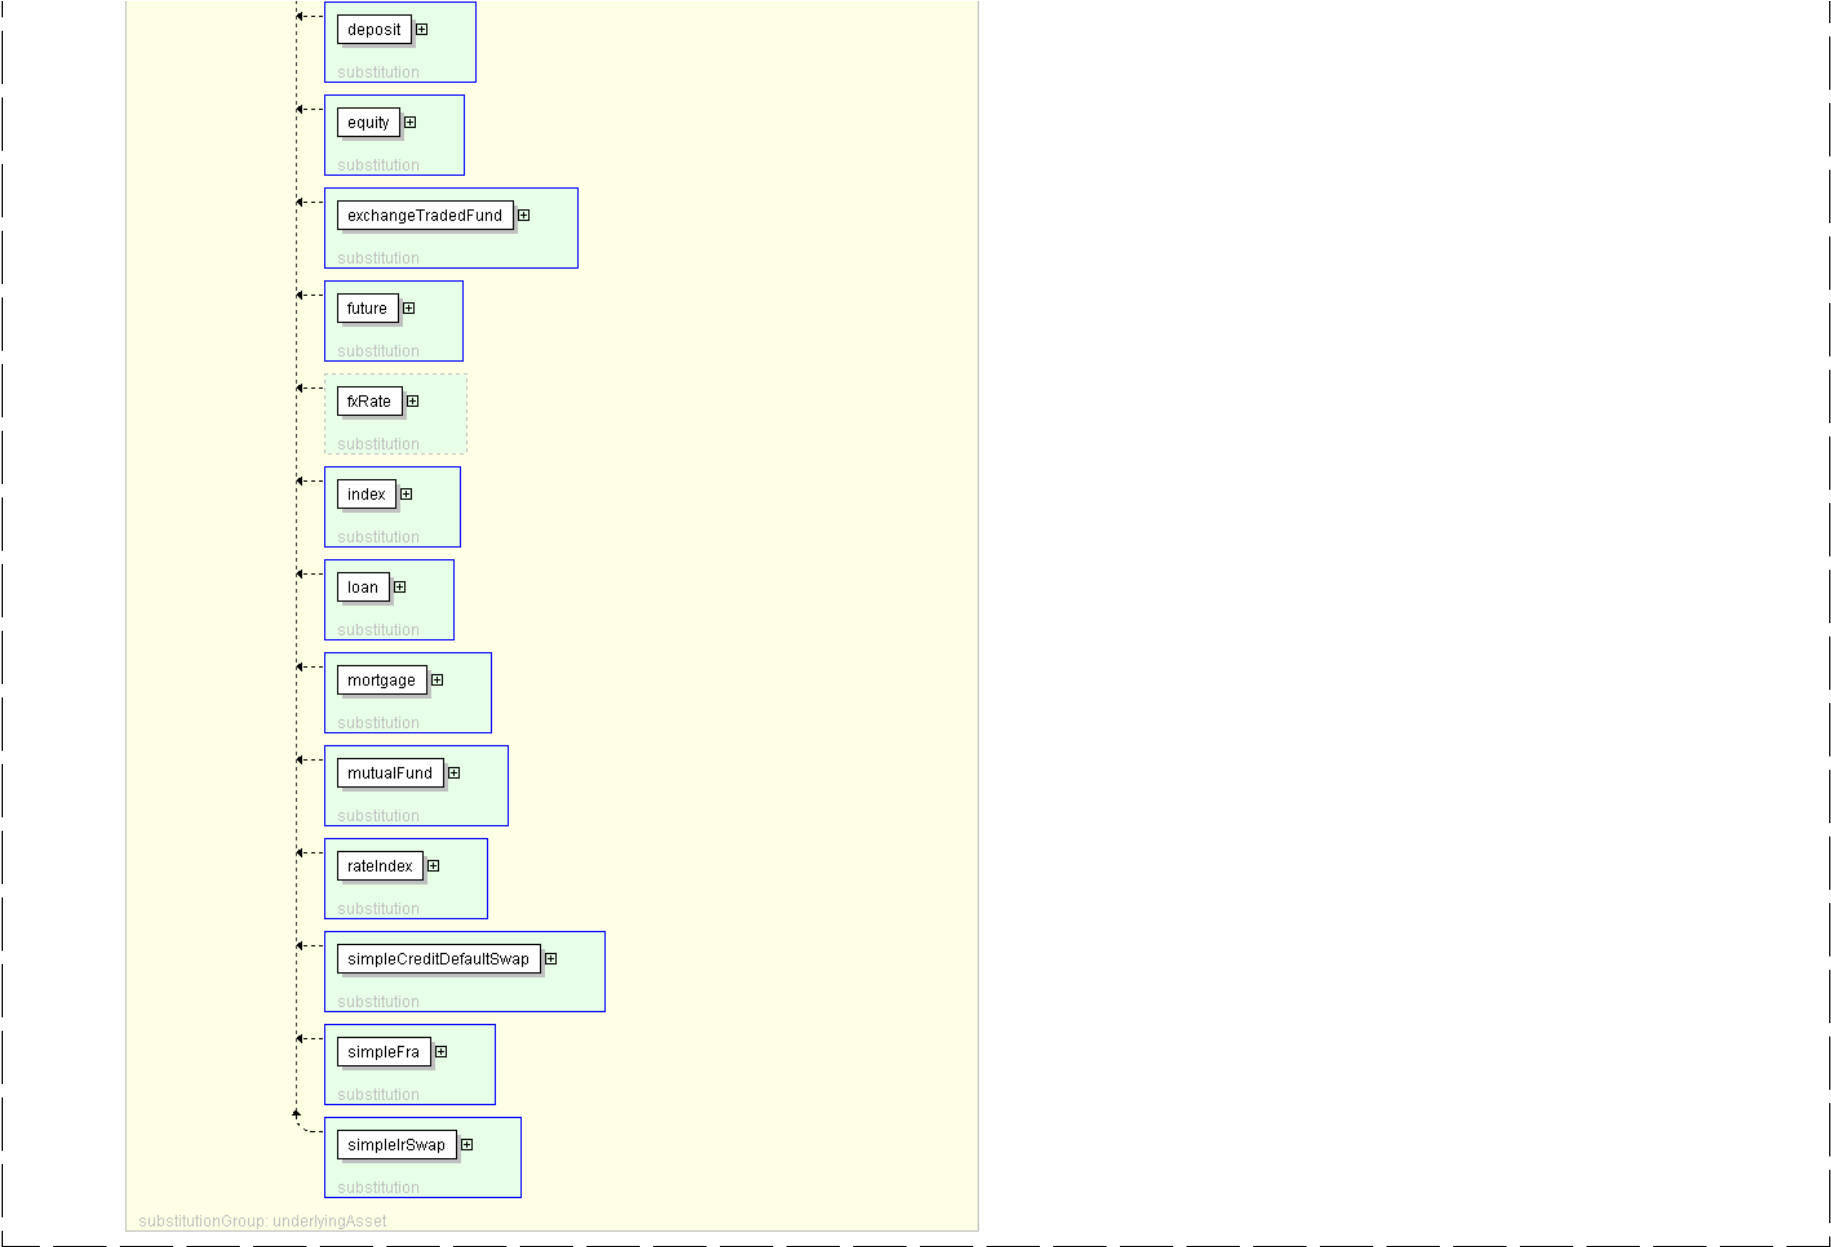 deposit
substitution
equity
substitution
exchangeTradedFund
substitution
future
substitution
fxRate
substitution
index
substitution
loan
substitution
mortgage
substitution
mutualFund
substitution
rateIndex
substitution
simpleCreditDefaultSwap
substitution
simpleFra
substitution
simpleIrSwap
substitution
substitutionGroup: underlyingAsset